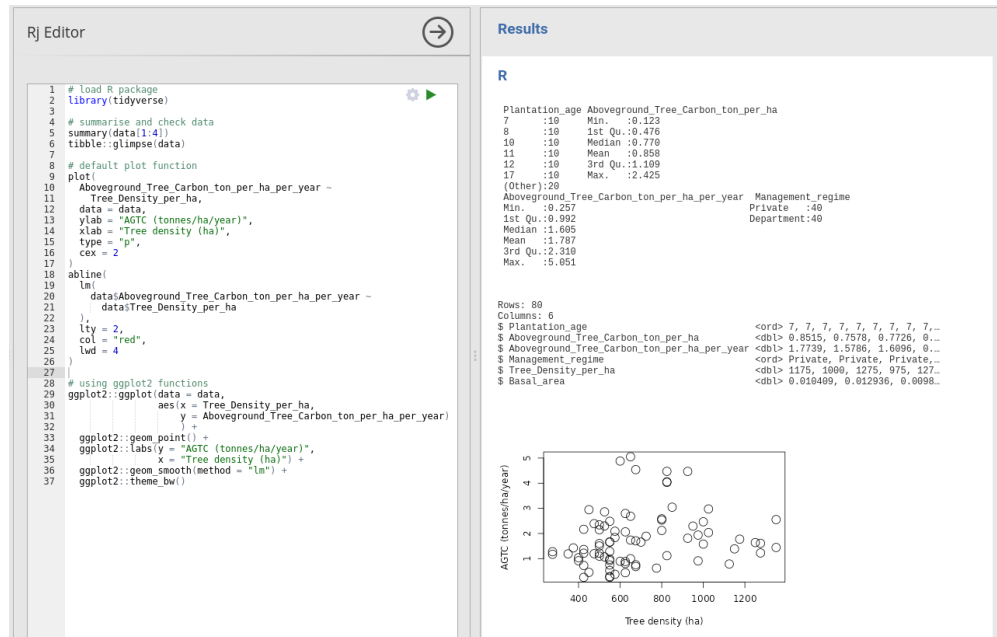 Rj Editor
1 # load R package
2 library(tidyverse)
3
4 # summarise and check data
5 summary(data[1:4])
6 tibble::glimpse(data)
7
8 # default plot function
9 plot(
10 Aboveground_Tree_Carbon_ton_per_ha_per_year ~
11 Tree_Density_per_ha,
12 data = data,
13 ylab = "AGTC (tonnes/ha/year)",
14 xlab = "Tree density (ha)",
15 type = "p",
16 cex = 2
17 )
18 abline(
19 lm(
20 data$Aboveground_Tree_Carbon_ton_per_ha_per_year ~
21 data$Tree_Density_per_ha
22 ),
23 lty = 2,
24 col = "red",
25 lwd = 4
26 )
27
28 # using ggplot2 functions
29 ggplot2::ggplot(data = data,
30 aes(x = Tree_Density_per_ha,
31 y = Aboveground_Tree_Carbon_ton_per_ha_per_year)
32 ) +
33 ggplot2::geom_point() +
34 ggplot2::labs(y = "AGTC (tonnes/ha/year)",
35 x = "Tree density (ha)") +
36 ggplot2::geom_smooth(method = "lm") +
37 ggplot2::theme_bw()
Results
R
Plantation_age Aboveground_Tree_Carbon_ton_per_ha
7 :10 Min. :0.123
8 :10 1st Qu.:0.476
10 :10 Median :0.770
11 :10 Mean :0.858
12 :10 3rd Qu.:1.109
17 :10 Max. :2.425
(Other):20
Aboveground_Tree_Carbon_ton_per_ha_per_year Management_regime
Min. :0.257 Private :40
1st Qu.:0.992 Department:40
Median :1.605
Mean :1.787
3rd Qu.:2.310
Max. :5.051
Rows: 80
Columns: 6
$ Plantation_age <ord> 7, 7, 7, 7, 7, 7, 7, 7, 7,…
$ Aboveground_Tree_Carbon_ton_per_ha <dbl> 0.8515, 0.7578, 0.7726, 0.…
$ Aboveground_Tree_Carbon_ton_per_ha_per_year <dbl> 1.7739, 1.5786, 1.6096, 0.…
$ Management_regime <ord> Private, Private, Private,…
$ Tree_Density_per_ha <dbl> 1175, 1000, 1275, 975, 127…
$ Basal_area <dbl> 0.010409, 0.012936, 0.0098…
AGTC (tonnes/ha/year)
5
4
3
2
1
400 600 800 1000 1200
Tree density (ha)